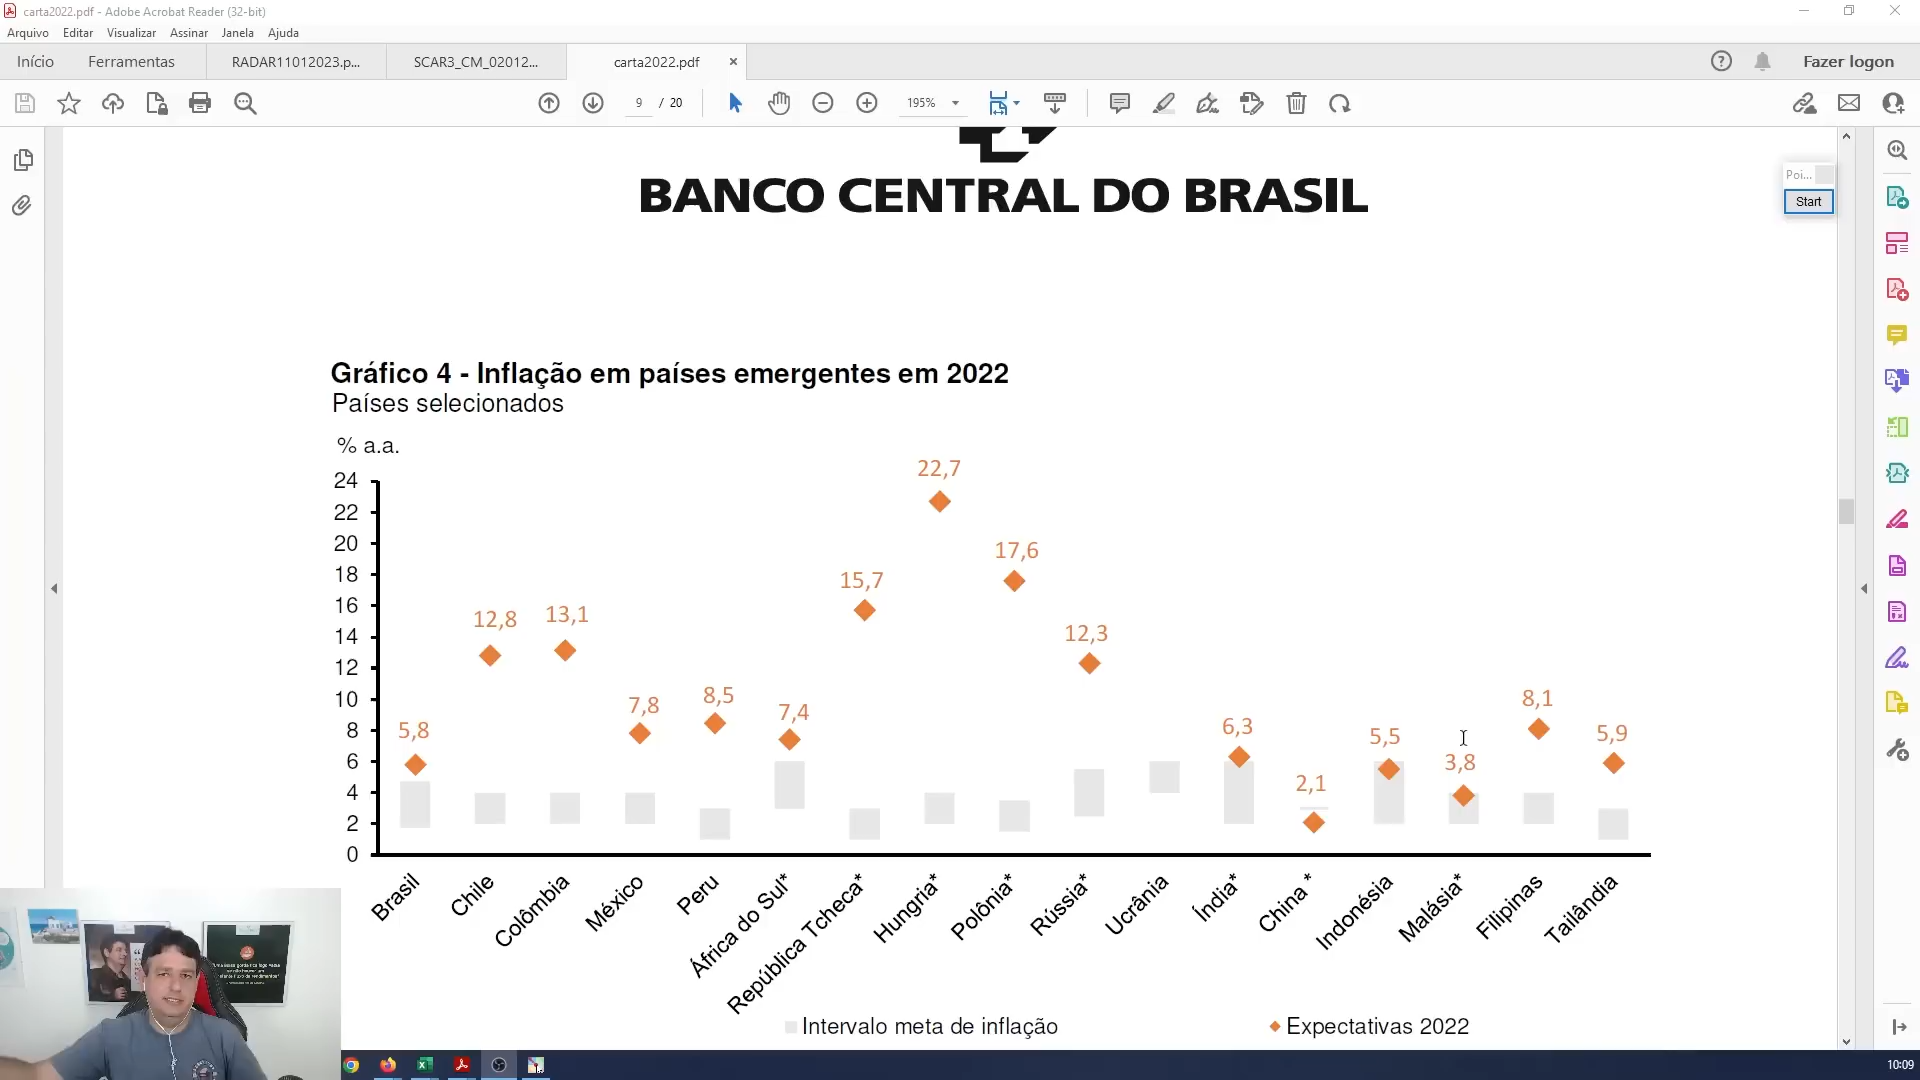 carta2022.pdf - Adobe Acrobat Reader (32-bit)
Arquivo Editar Visualizar Assinar Janela Ajuda
Início Ferramentas RADAR11012023.p... SCAR3_CM_02012... carta2022.pdf × Fazer logon
9 / 20 195%
Poi...
Start
BANCO CENTRAL DO BRASIL
Gráfico 4 - Inflação em países emergentes em 2022
Países selecionados
% a.a.
24
22
20
18
16
14
12
10
8
6
4
2
0
5,8
12,8
13,1
7,8
8,5
7,4
15,7
22,7
17,6
12,3
6,3
2,1
5,5
3,8
8,1
5,9
Brasil
Chile
Colômbia
México
Peru
África do Sul*
República Tcheca*
Hungria*
Polônia*
Rússia*
Ucrânia
Índia*
China*
Indonésia
Malásia*
Filipinas
Tailândia
Intervalo meta de inflação
Expectativas 2022
10:09